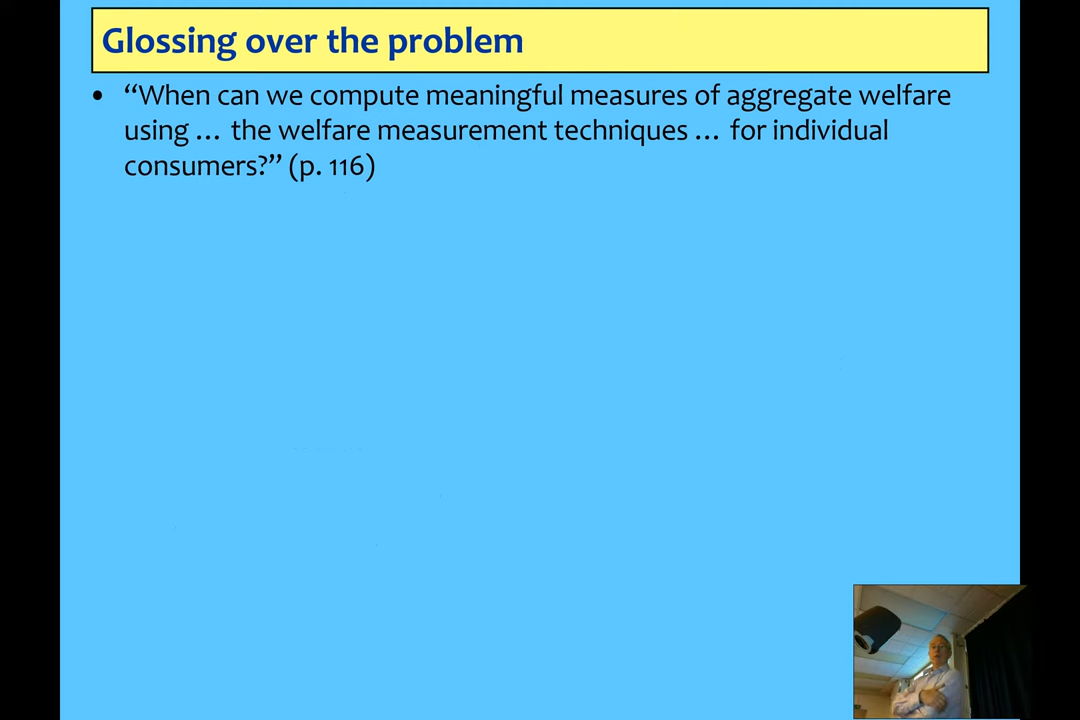 Glossing over the problem
• “When can we compute meaningful measures of aggregate welfare
using … the welfare measurement techniques … for individual
consumers?” (p. 116)